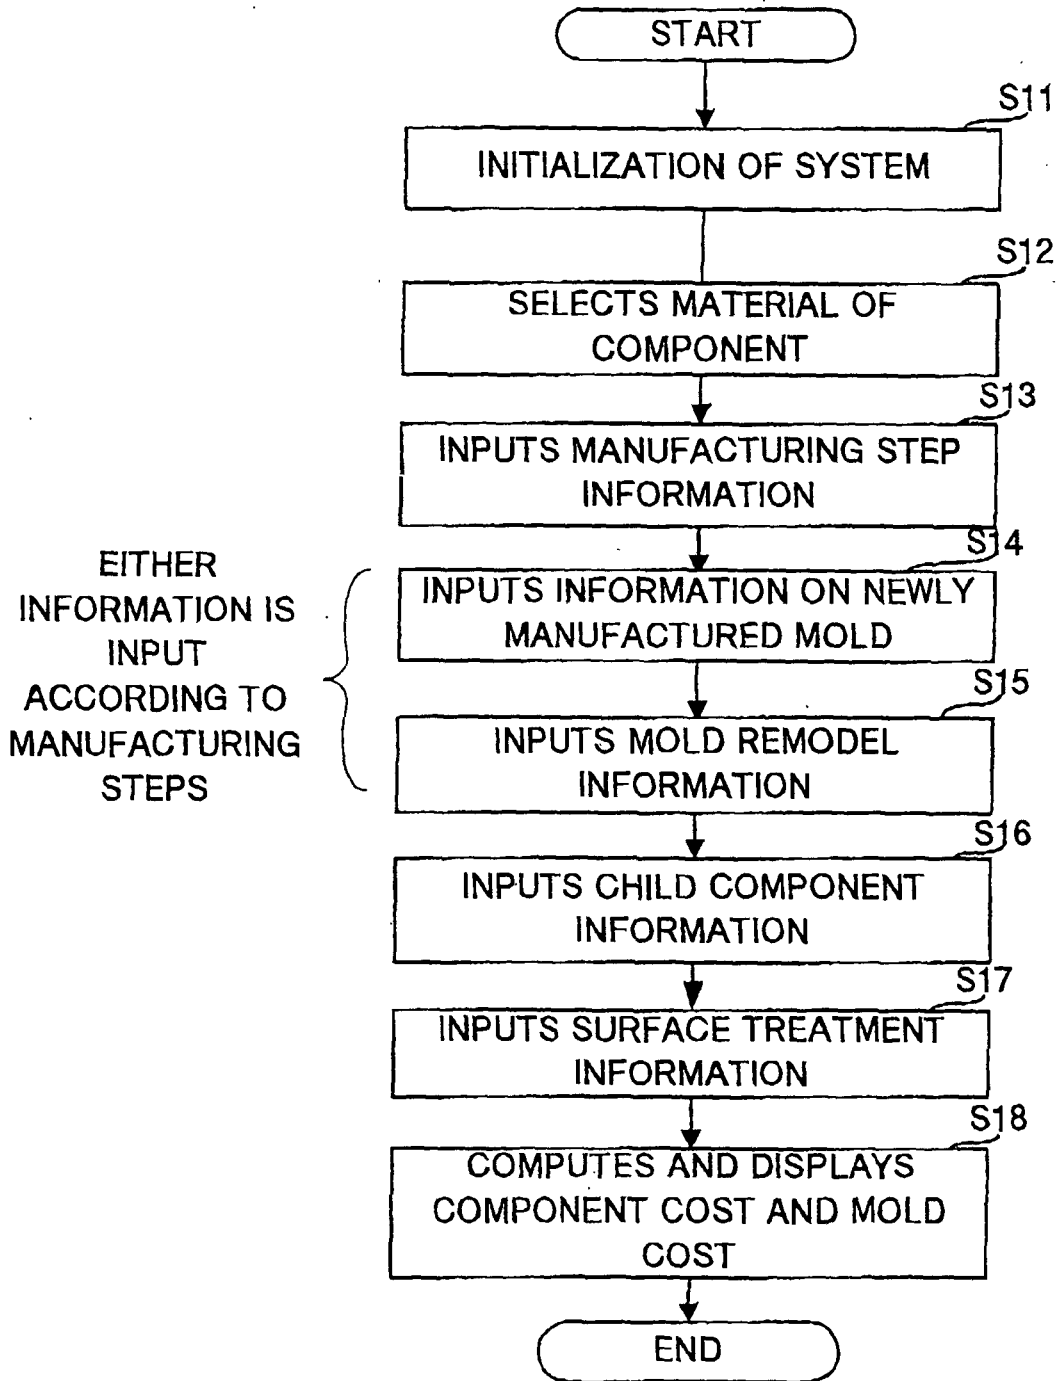 START
S11
INITIALIZATION OF SYSTEM
S12
SELECTS MATERIAL OF
COMPONENT
S13
INPUTS MANUFACTURING STEP
INFORMATION
S14
EITHER
INFORMATION IS
INPUT
ACCORDING TO
MANUFACTURING
STEPS
INPUTS INFORMATION ON NEWLY
MANUFACTURED MOLD
S15
INPUTS MOLD REMODEL
INFORMATION
S16
INPUTS CHILD COMPONENT
INFORMATION
S17
INPUTS SURFACE TREATMENT
INFORMATION
S18
COMPUTES AND DISPLAYS
COMPONENT COST AND MOLD
COST
END